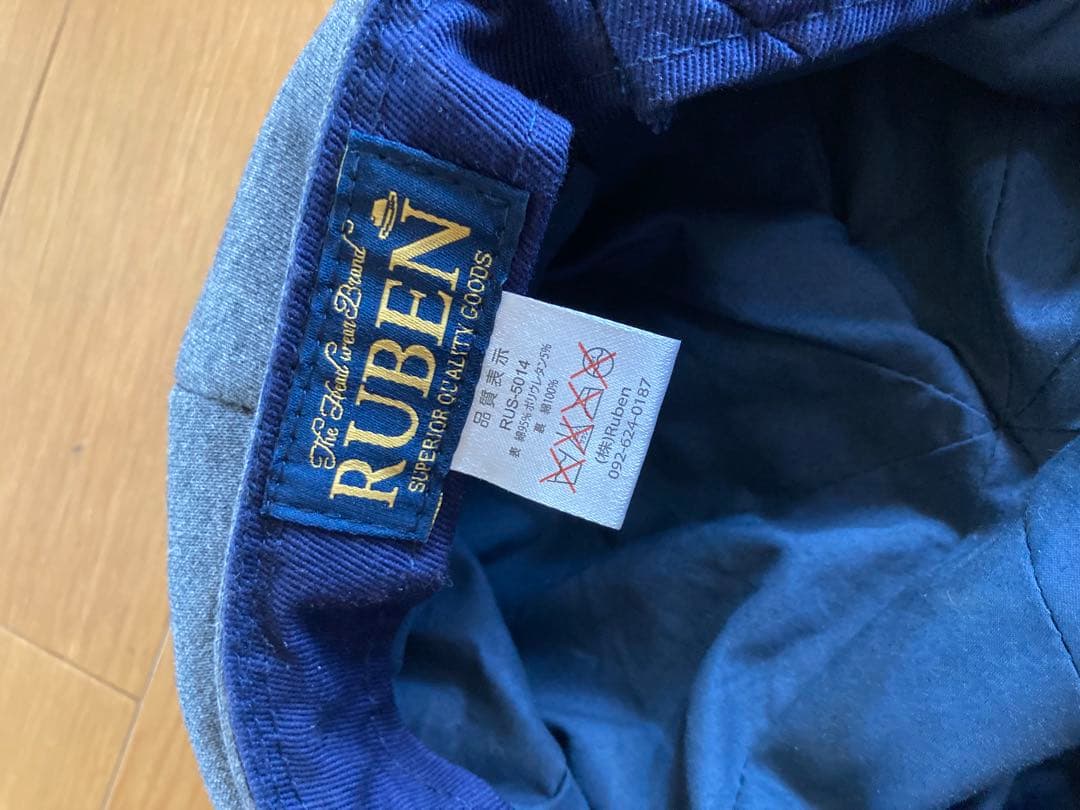 The Head wear Brand
RUBEN
SUPERIOR QUALITY GOODS
品質表示
RUS-5014
表 綿95%ポリウレタン5%
裏 綿100%
(株)Ruben
092-624-0187